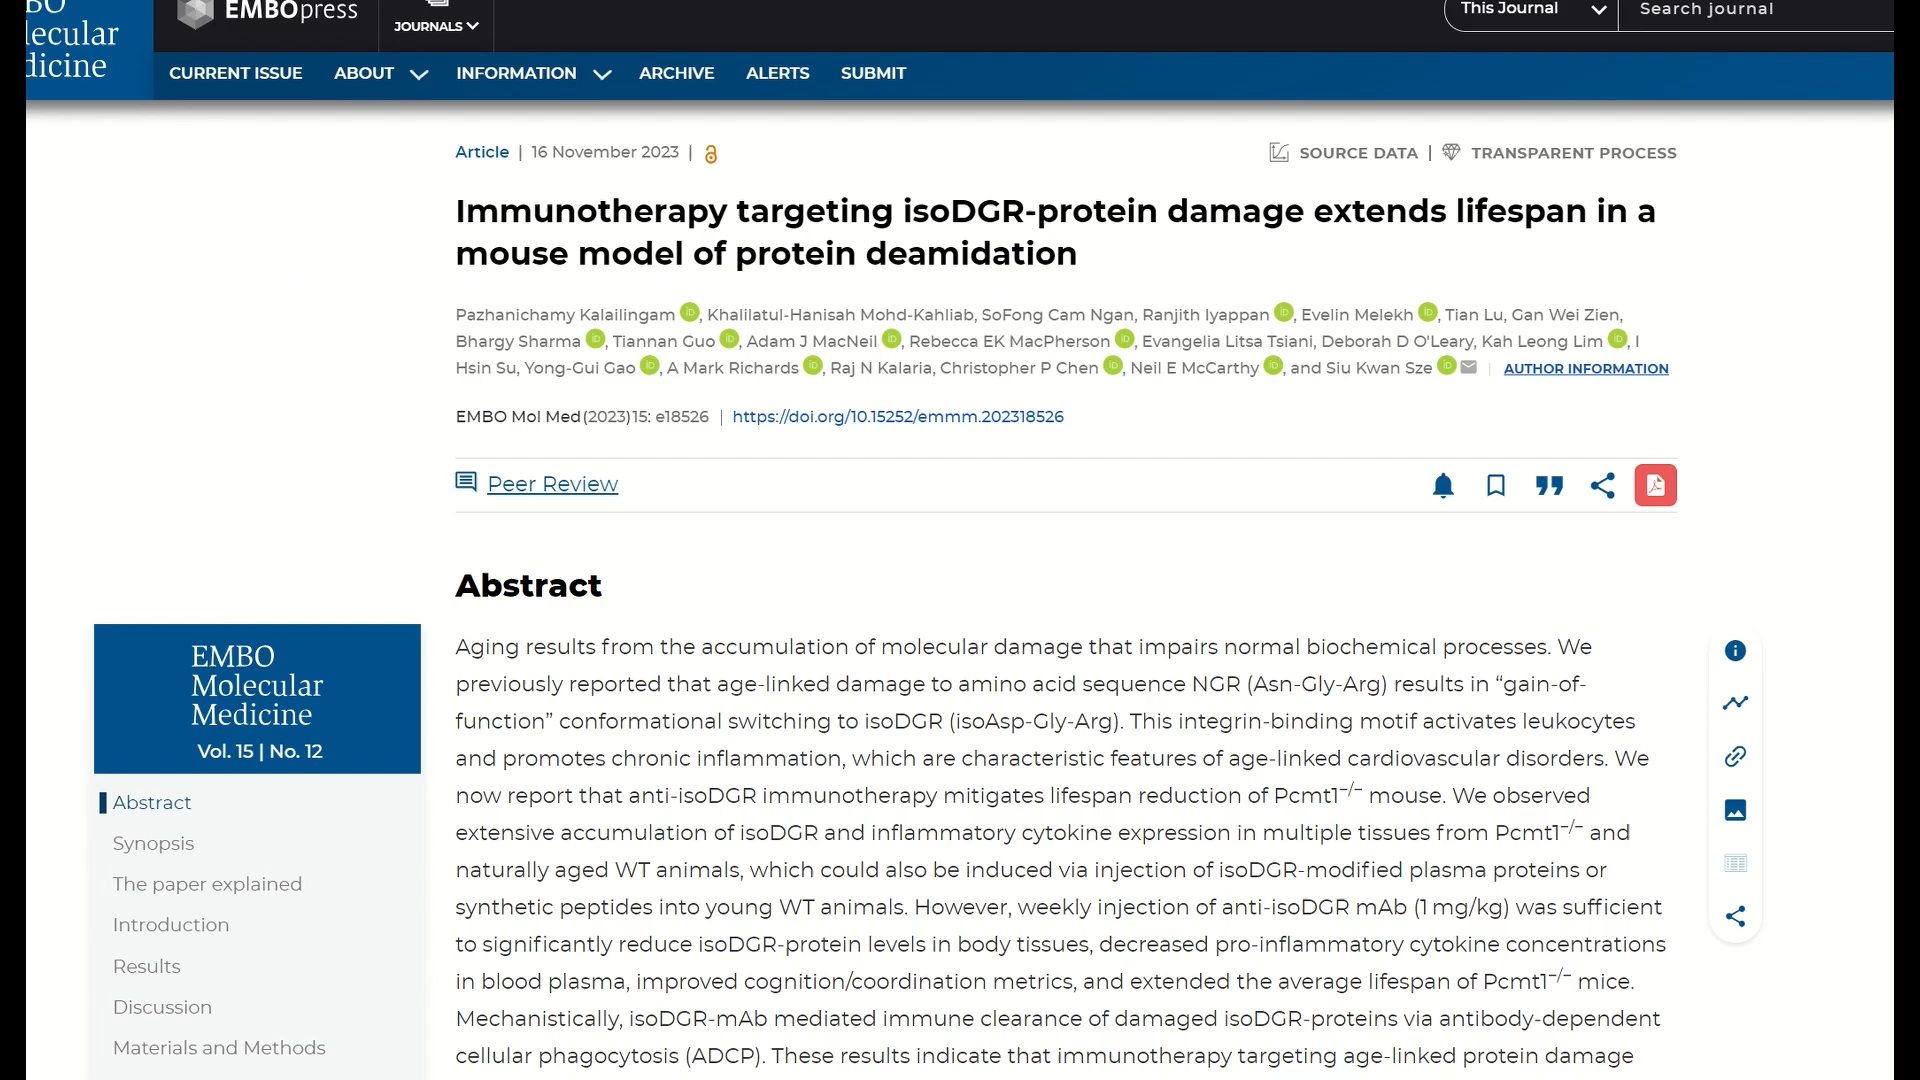 BO
lecular
dicine
EMBOpress
JOURNALS
This Journal
Search journal
CURRENT ISSUE ABOUT INFORMATION ARCHIVE ALERTS SUBMIT
Article | 16 November 2023 |
SOURCE DATA | TRANSPARENT PROCESS
Immunotherapy targeting isoDGR-protein damage extends lifespan in a
mouse model of protein deamidation
Pazhanichamy Kalailingam iD, Khalilatul-Hanisah Mohd-Kahliab, SoFong Cam Ngan, Ranjith Iyappan iD, Evelin Melekh iD, Tian Lu, Gan Wei Zien,
Bhargy Sharma iD, Tiannan Guo iD, Adam J MacNeil iD, Rebecca EK MacPherson iD, Evangelia Litsa Tsiani, Deborah D O'Leary, Kah Leong Lim iD, I
Hsin Su, Yong-Gui Gao iD, A Mark Richards iD, Raj N Kalaria, Christopher P Chen iD, Neil E McCarthy iD, and Siu Kwan Sze iD | AUTHOR INFORMATION
EMBO Mol Med (2023) 15: e18526 | https://doi.org/10.15252/emmm.202318526
Peer Review
Abstract
Aging results from the accumulation of molecular damage that impairs normal biochemical processes. We
previously reported that age-linked damage to amino acid sequence NGR (Asn-Gly-Arg) results in “gain-of-
function” conformational switching to isoDGR (isoAsp-Gly-Arg). This integrin-binding motif activates leukocytes
and promotes chronic inflammation, which are characteristic features of age-linked cardiovascular disorders. We
now report that anti-isoDGR immunotherapy mitigates lifespan reduction of Pcmt1−/− mouse. We observed
extensive accumulation of isoDGR and inflammatory cytokine expression in multiple tissues from Pcmt1−/− and
naturally aged WT animals, which could also be induced via injection of isoDGR-modified plasma proteins or
synthetic peptides into young WT animals. However, weekly injection of anti-isoDGR mAb (1 mg/kg) was sufficient
to significantly reduce isoDGR-protein levels in body tissues, decreased pro-inflammatory cytokine concentrations
in blood plasma, improved cognition/coordination metrics, and extended the average lifespan of Pcmt1−/− mice.
Mechanistically, isoDGR-mAb mediated immune clearance of damaged isoDGR-proteins via antibody-dependent
cellular phagocytosis (ADCP). These results indicate that immunotherapy targeting age-linked protein damage
EMBO
Molecular
Medicine
Vol. 15 | No. 12
Abstract
Synopsis
The paper explained
Introduction
Results
Discussion
Materials and Methods